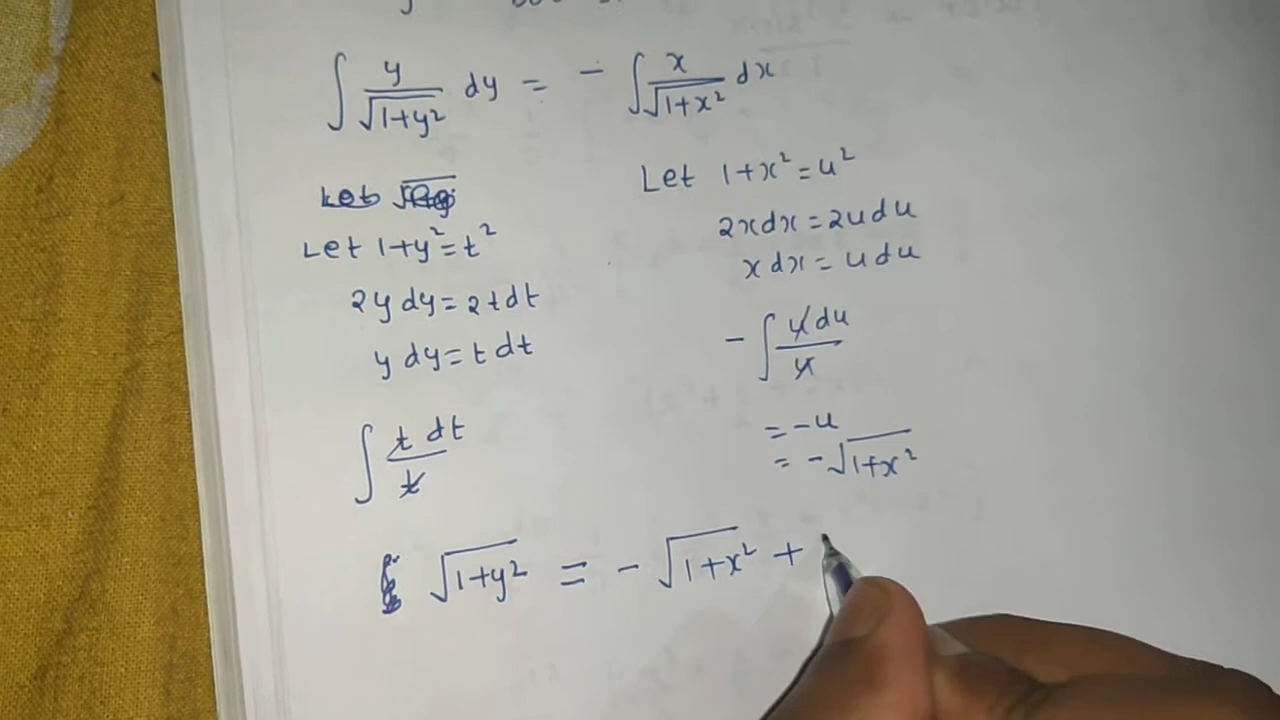 ∫ y/√(1+y²) dy = - ∫ x/√(1+x²) dx
Let
Let 1+y² = t²
2y dy = 2t dt
y dy = t dt
∫ t dt/t
Let 1+x² = u²
2x dx = 2u du
x dx = u du
- ∫ u du/u
= -u
= -√(1+x²)
√(1+y²) = - √(1+x²) +